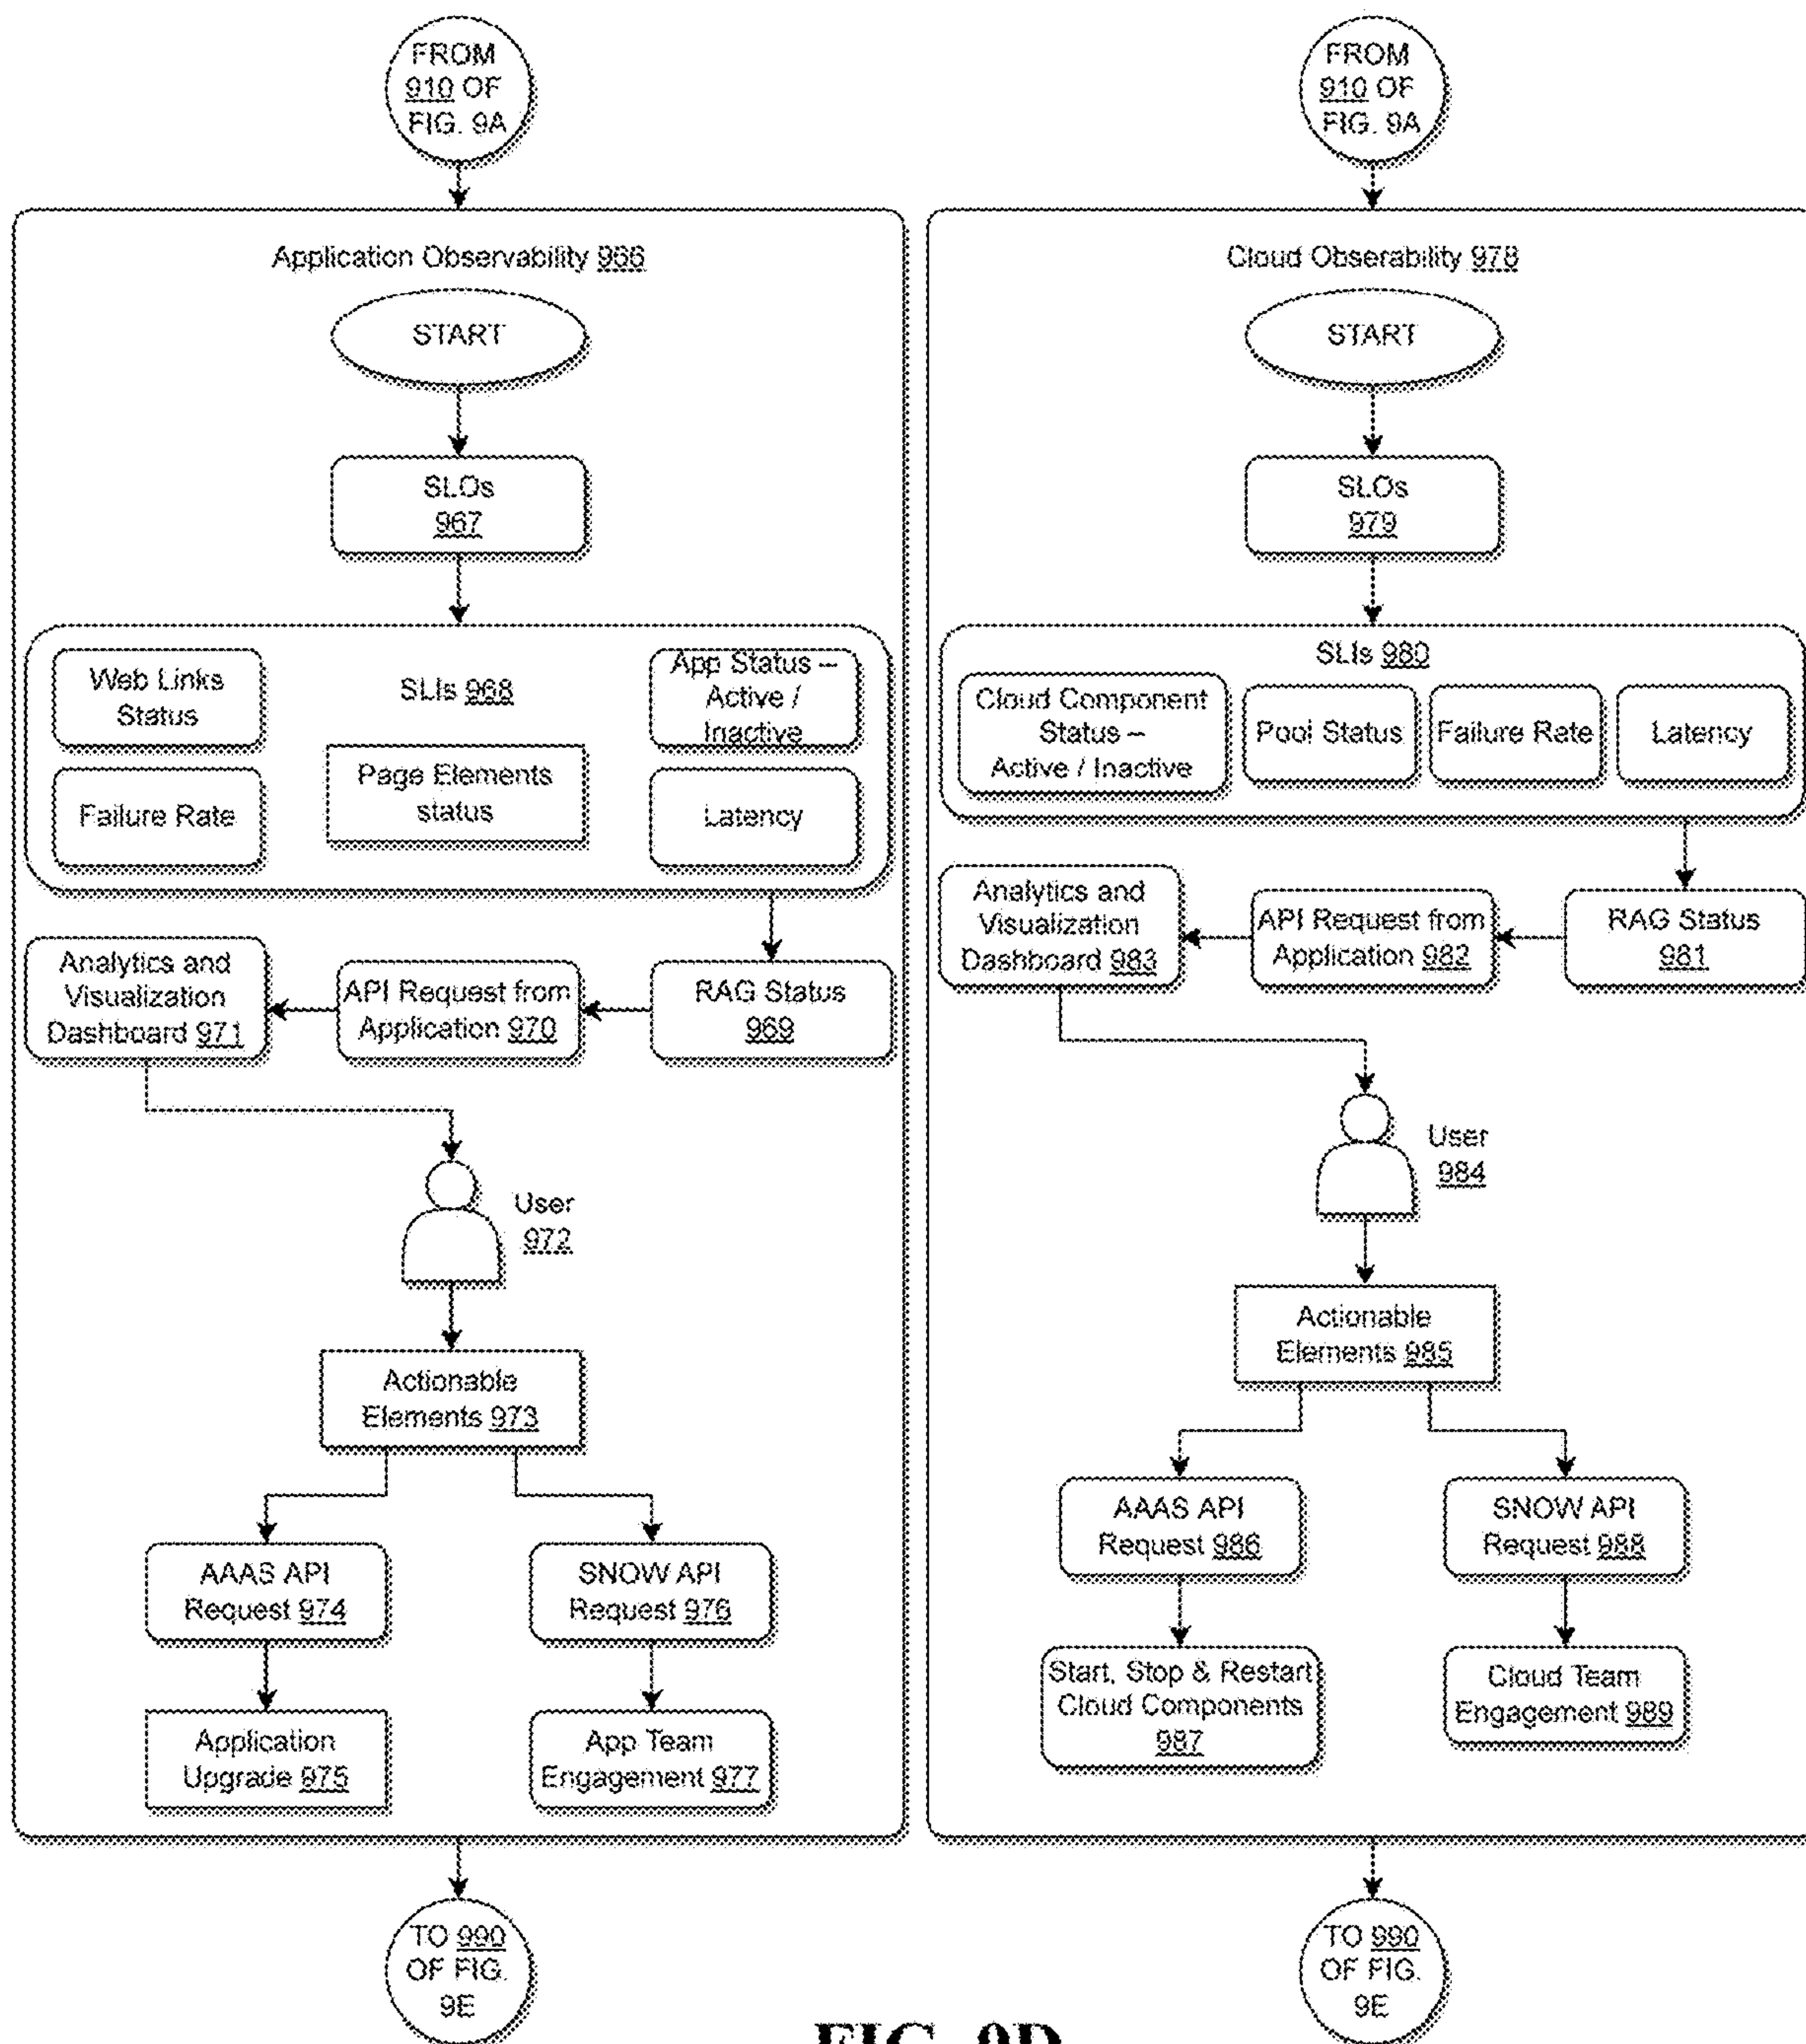 FROM
910 OF
FIG. 9A
Application Observability 966
START
SLOs
967
Web Links
Status
SLIs 968
App Status –
Active /
Inactive
Failure Rate
Page Elements
status
Latency
RAG Status
969
API Request from
Application 970
Analytics and
Visualization
Dashboard 971
User
972
Actionable
Elements 973
AAAS API
Request 974
SNOW API
Request 976
Application
Upgrade 975
App Team
Engagement 977
TO 990
OF FIG.
9E
FROM
910 OF
FIG. 9A
Cloud Obserability 978
START
SLOs
979
SLIs 980
Cloud Component
Status –
Active / Inactive
Pool Status
Failure Rate
Latency
RAG Status
981
API Request from
Application 982
Analytics and
Visualization
Dashboard 983
User
984
Actionable
Elements 985
AAAS API
Request 986
SNOW API
Request 988
Start, Stop & Restart
Cloud Components
987
Cloud Team
Engagement 989
TO 990
OF FIG.
9E
FIG. 9D